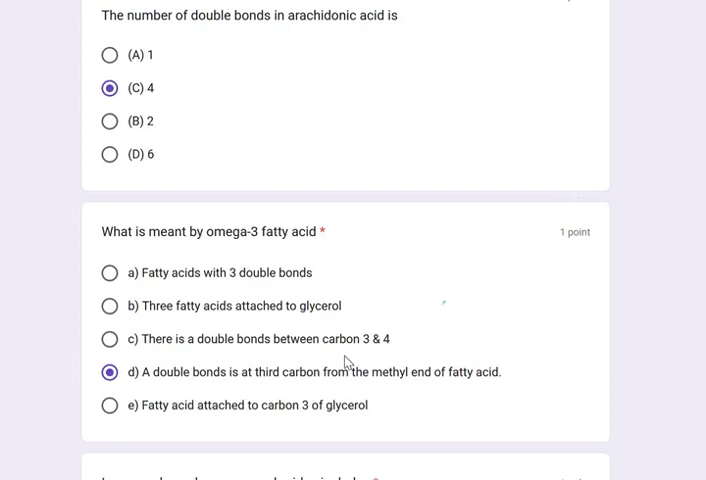 The number of double bonds in arachidonic acid is
(A) 1
(C) 4
(B) 2
(D) 6
What is meant by omega-3 fatty acid *
1 point
a) Fatty acids with 3 double bonds
b) Three fatty acids attached to glycerol
c) There is a double bonds between carbon 3 & 4
d) A double bonds is at third carbon from the methyl end of fatty acid.
e) Fatty acid attached to carbon 3 of glycerol